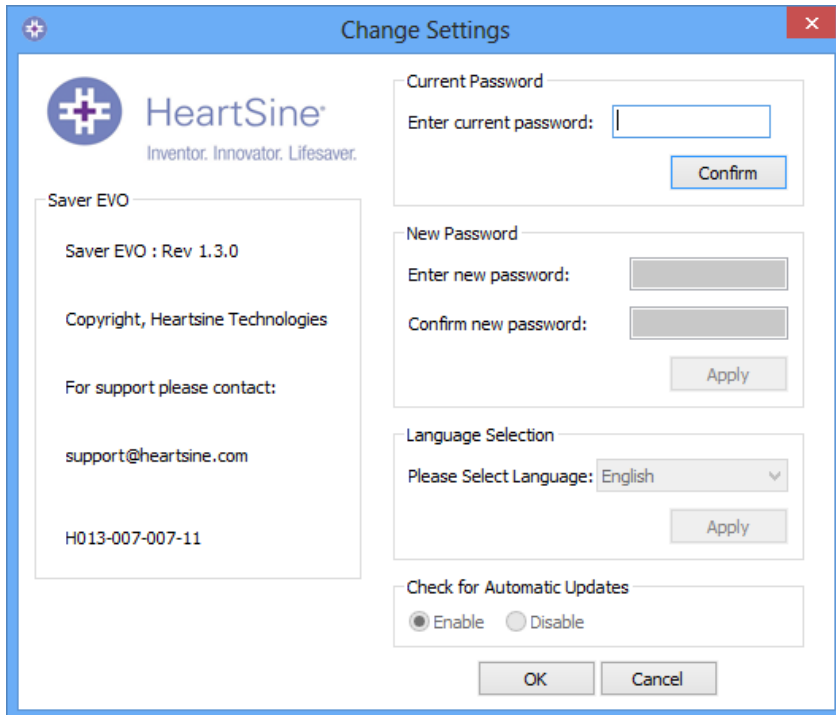 Change Settings
HeartSine®
Inventor. Innovator. Lifesaver.
Saver EVO
Saver EVO : Rev 1.3.0
Copyright, Heartsine Technologies
For support please contact:
support@heartsine.com
H013-007-007-11
Current Password
Enter current password:
Confirm
New Password
Enter new password:
Confirm new password:
Apply
Language Selection
Please Select Language: English
Apply
Check for Automatic Updates
Enable Disable
OK Cancel